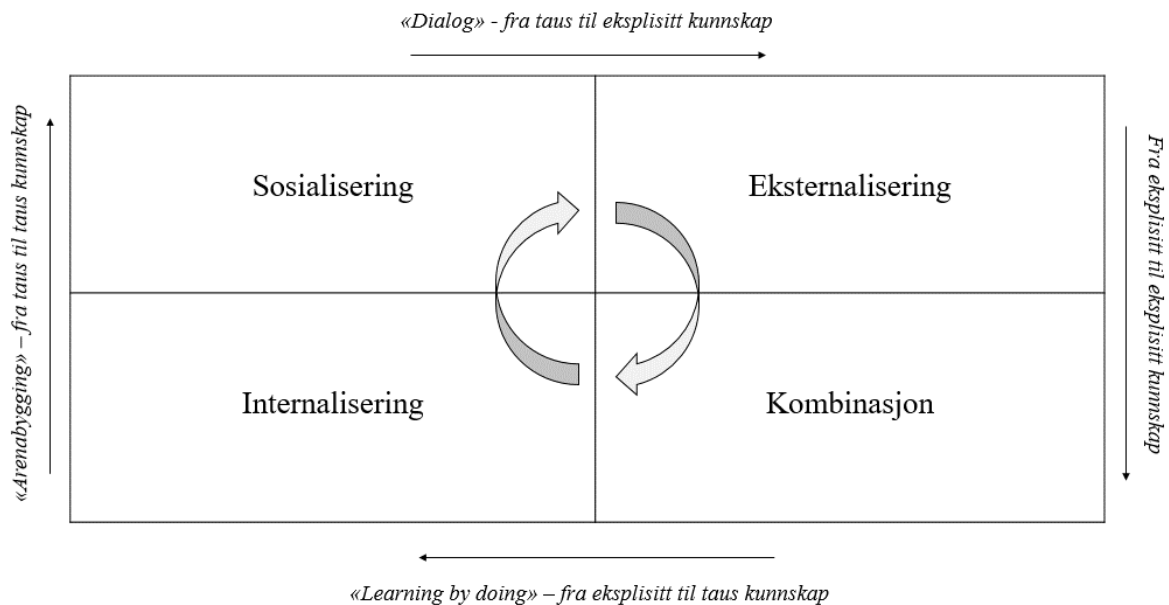 «Dialog» - fra taus til eksplisitt kunnskap
«Arenabygging» – fra taus til taus kunnskap
Sosialisering
Eksternalisering
Fra eksplisitt til eksplisitt kunnskap
Internalisering
Kombinasjon
«Learning by doing» – fra eksplisitt til taus kunnskap